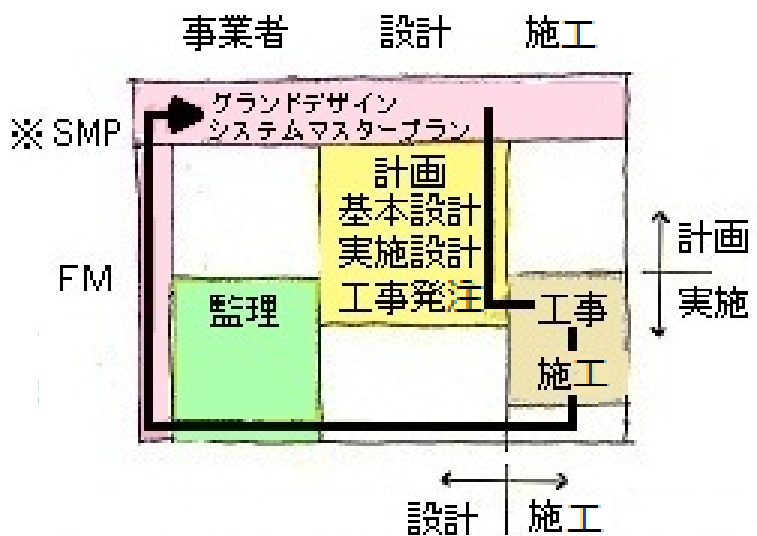 事業者 設計 施工
※ SMP
グランドデザイン
システムマスタープラン
計画
基本設計
実施設計
工事発注
FM
監理
工事
施工
計画
実施
設計 施工